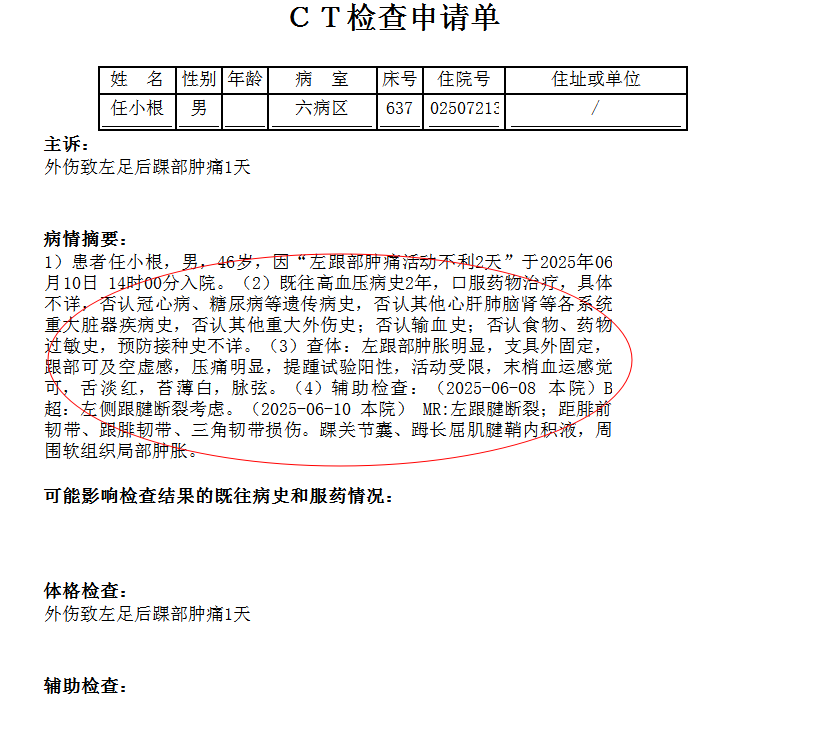 ＣＴ检查申请单
姓 名 性别 年龄 病 室 床号 住院号 住址或单位
任小根 男 六病区 637 02507213 /
主诉：
外伤致左足后踝部肿痛1天
病情摘要：
1）患者任小根，男，46岁，因“左跟部肿痛活动不利2天”于2025年06
月10日 14时00分入院。（2）既往高血压病史2年，口服药物治疗，具体
不详，否认冠心病、糖尿病等遗传病史，否认其他心肝肺脑肾等各系统
重大脏器疾病史，否认其他重大外伤史；否认输血史；否认食物、药物
过敏史，预防接种史不详。（3）查体：左跟部肿胀明显，支具外固定，
跟部可及空虚感，压痛明显，提踵试验阳性，活动受限，末梢血运感觉
可，舌淡红，苔薄白，脉弦。（4）辅助检查：（2025-06-08 本院）B
超：左侧跟腱断裂考虑。（2025-06-10 本院） MR:左跟腱断裂；距腓前
韧带、跟腓韧带、三角韧带损伤。踝关节囊、踇长屈肌腱鞘内积液，周
围软组织局部肿胀。
可能影响检查结果的既往病史和服药情况：
体格检查：
外伤致左足后踝部肿痛1天
辅助检查：